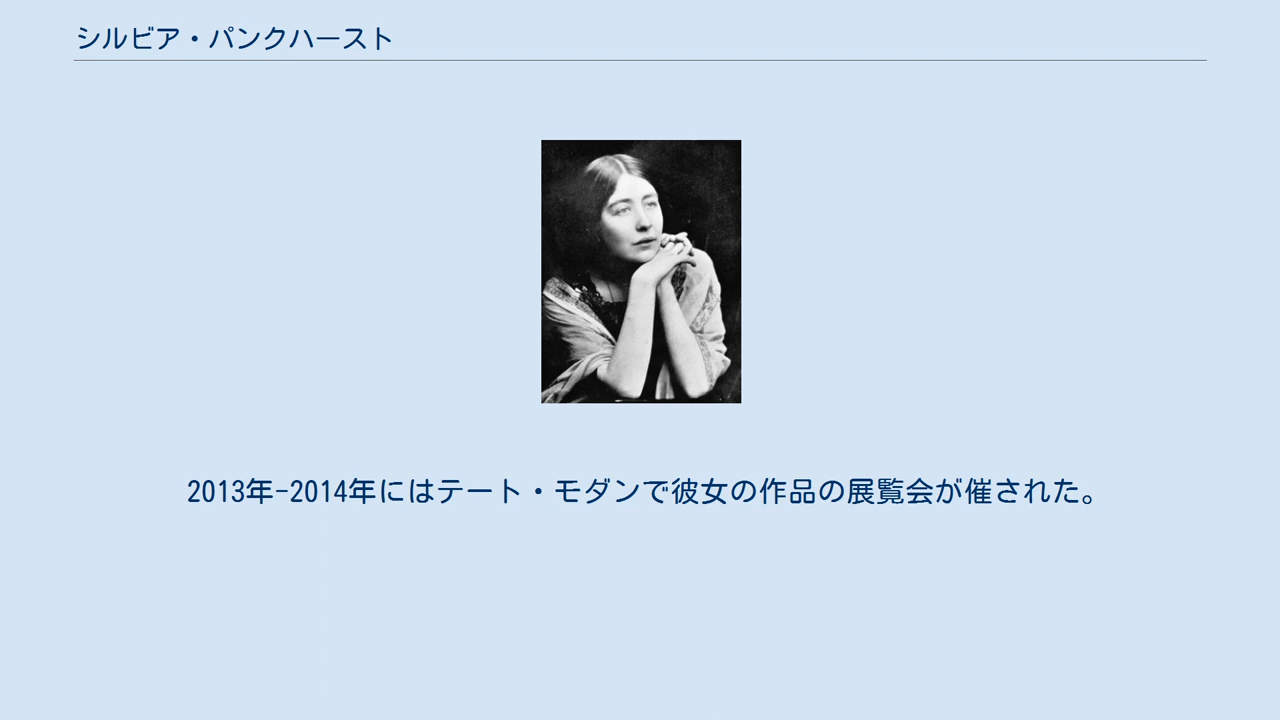 シルビア・パンクハースト
2013年-2014年にはテート・モダンで彼女の作品の展覧会が催された。